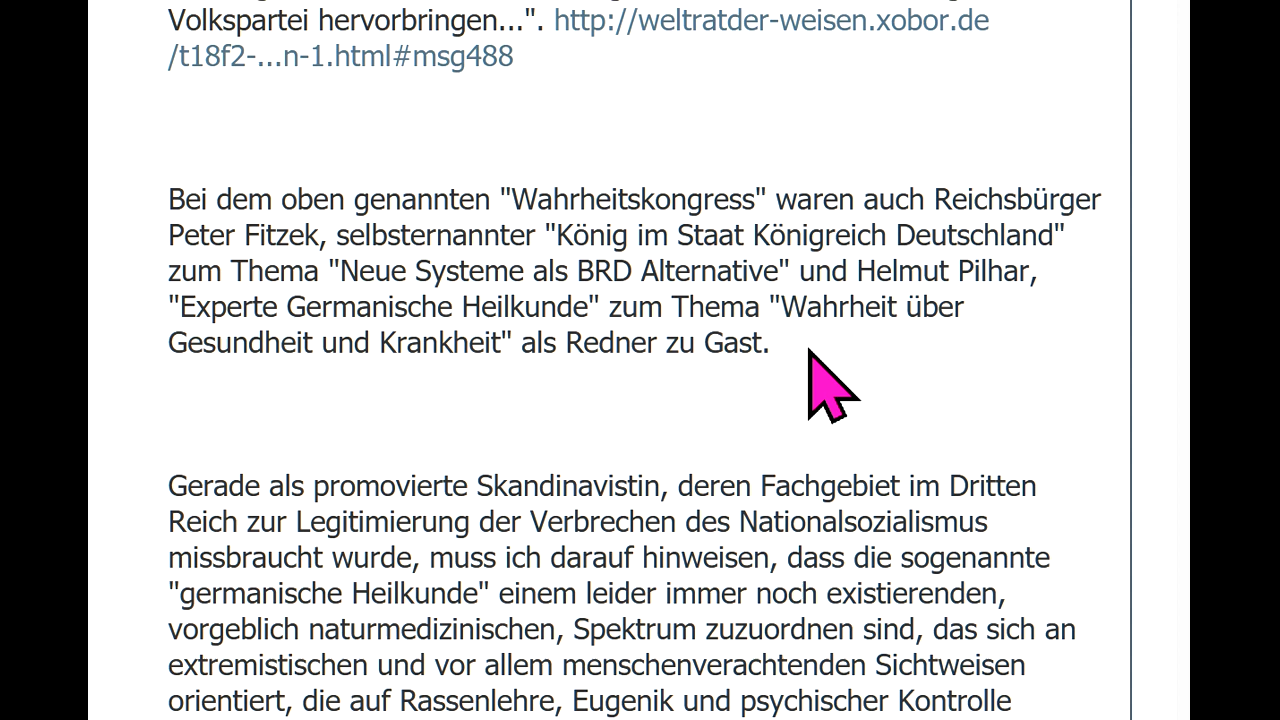 Volkspartei hervorbringen...". http://weltratder-weisen.xobor.de
/t18f2-...n-1.html#msg488
Bei dem oben genannten "Wahrheitskongress" waren auch Reichsbürger
Peter Fitzek, selbsternannter "König im Staat Königreich Deutschland"
zum Thema "Neue Systeme als BRD Alternative" und Helmut Pilhar,
"Experte Germanische Heilkunde" zum Thema "Wahrheit über
Gesundheit und Krankheit" als Redner zu Gast.
Gerade als promovierte Skandinavistin, deren Fachgebiet im Dritten
Reich zur Legitimierung der Verbrechen des Nationalsozialismus
missbraucht wurde, muss ich darauf hinweisen, dass die sogenannte
"germanische Heilkunde" einem leider immer noch existierenden,
vorgeblich naturmedizinischen, Spektrum zuzuordnen sind, das sich an
extremistischen und vor allem menschenverachtenden Sichtweisen
orientiert, die auf Rassenlehre, Eugenik und psychischer Kontrolle